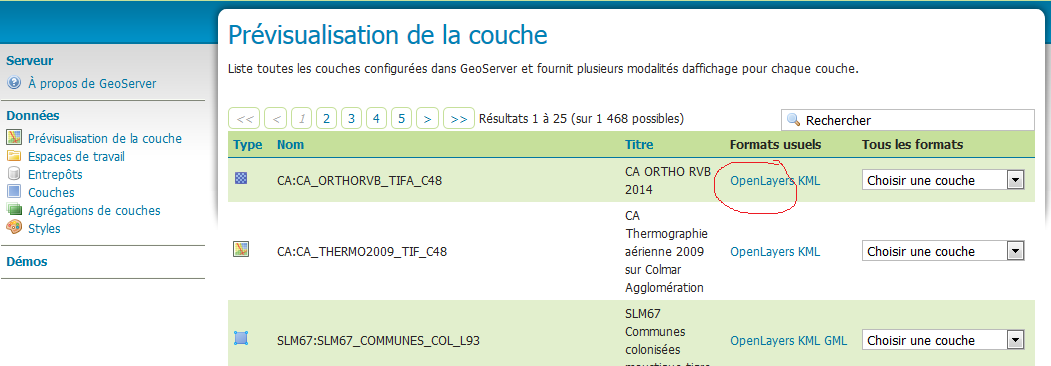 Prévisualisation de la couche
Liste toutes les couches configurées dans GeoServer et fournit plusieurs modalités daffichage pour chaque couche.
Serveur
À propos de GeoServer
Données
Prévisualisation de la couche
Espaces de travail
Entrepôts
Couches
Agrégations de couches
Styles
Démos
<< < 1 2 3 4 5 > >> Résultats 1 à 25 (sur 1 468 possibles) Rechercher
Type Nom Titre Formats usuels Tous les formats
CA:CA_ORTHORVB_TIFA_C48 CA ORTHO RVB OpenLayers KML Choisir une couche
2014
CA
Thermographie
CA:CA_THERMO2009_TIF_C48 aérienne 2009 OpenLayers KML Choisir une couche
sur Colmar
Agglomération
SLM67
Communes
SLM67:SLM67_COMMUNES_COL_L93 colonisées OpenLayers KML GML Choisir une couche
moustique tigre